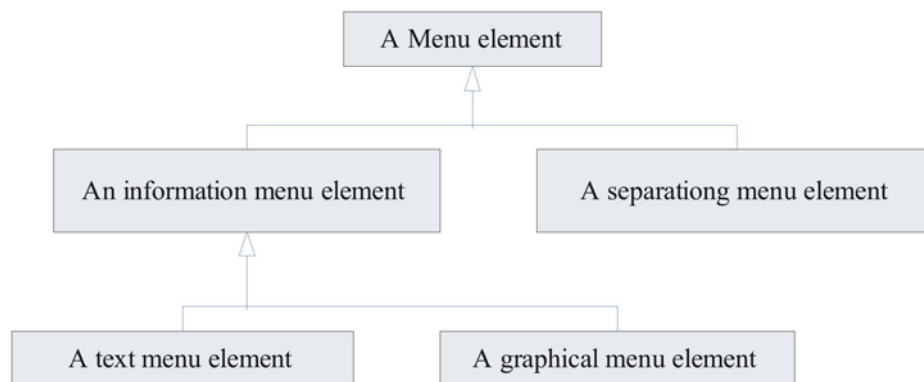 A Menu element
An information menu element
A separationg menu element
A text menu element
A graphical menu element